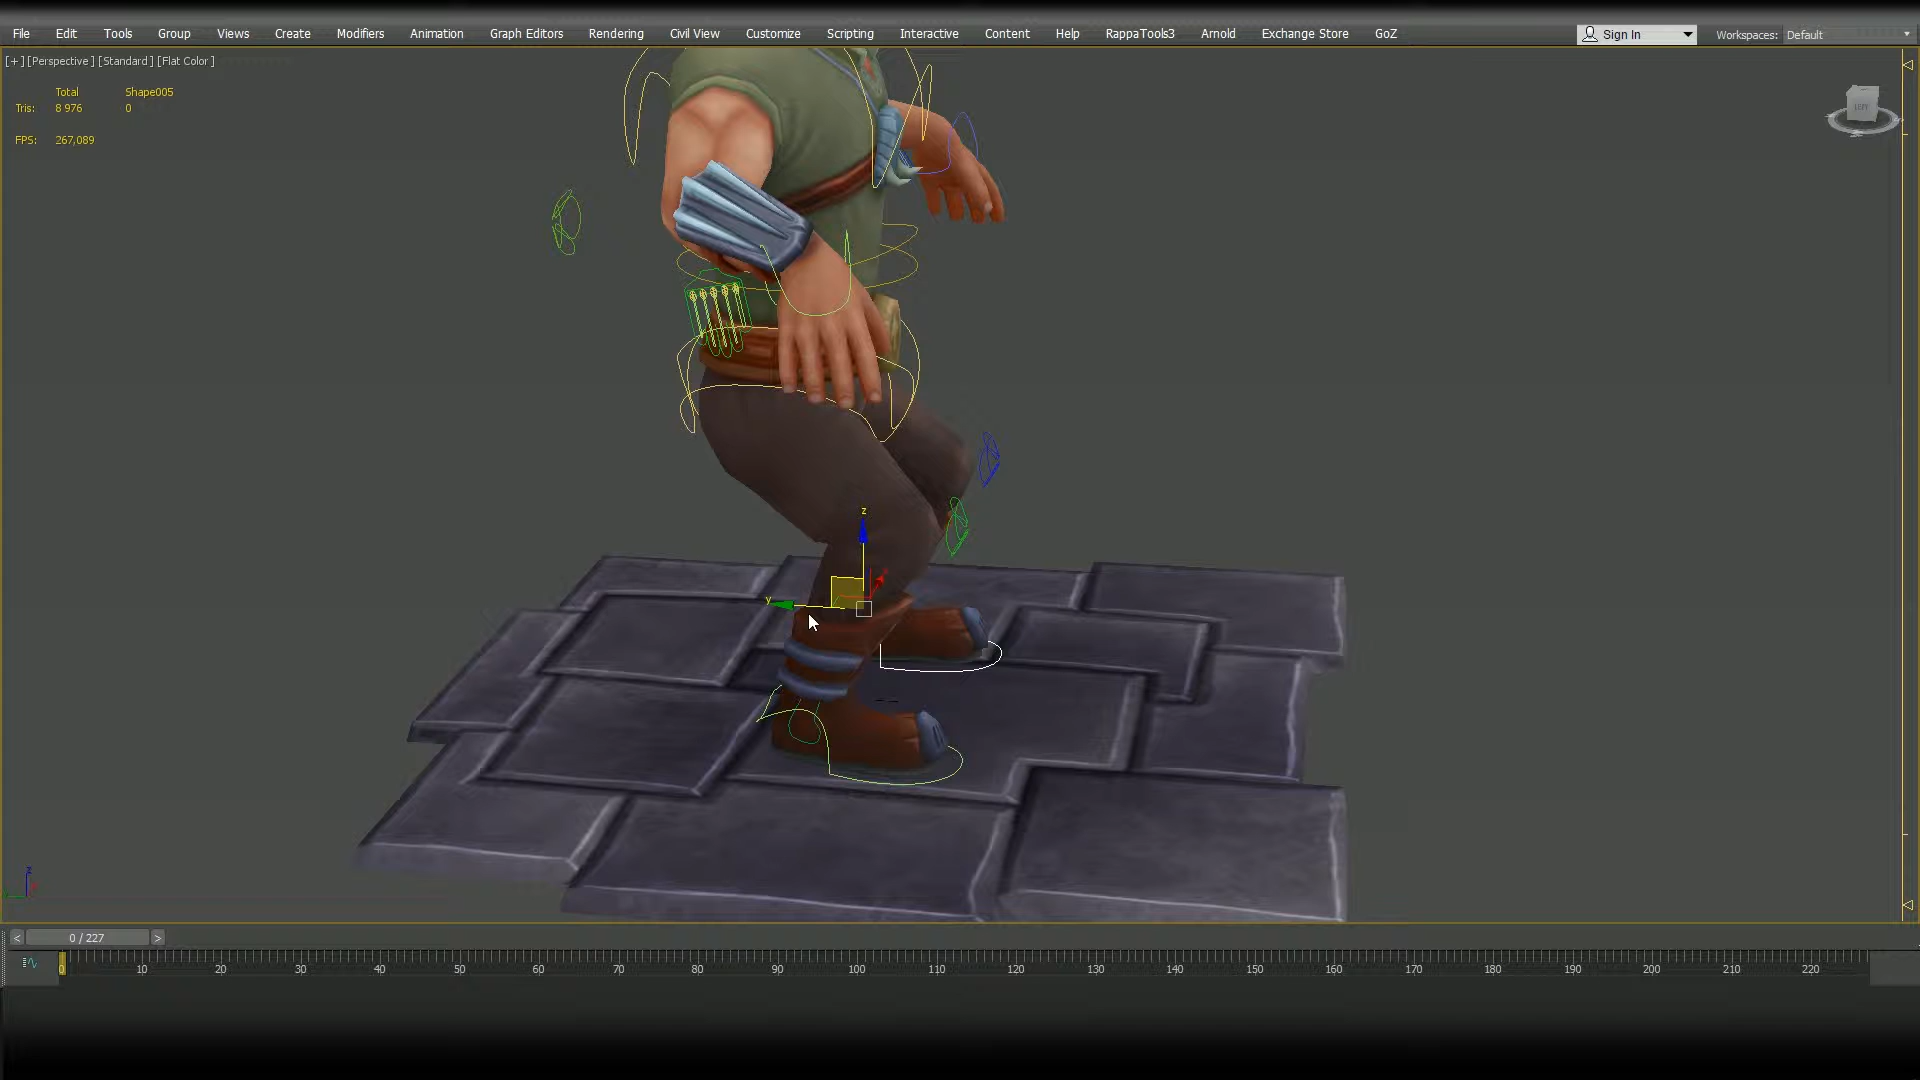 File Edit Tools Group Views Create Modifiers Animation Graph Editors Rendering Civil View Customize Scripting Interactive Content Help RappaTools3 Arnold Exchange Store GoZ Sign In Workspaces: Default
[+] [Perspective] [Standard] [Flat Color]
Total Shape005
Tris: 8 976 0
FPS: 267,089
LEFT
z
x
y
z
< 0 / 227 >
0 10 20 30 40 50 60 70 80 90 100 110 120 130 140 150 160 170 180 190 200 210 220